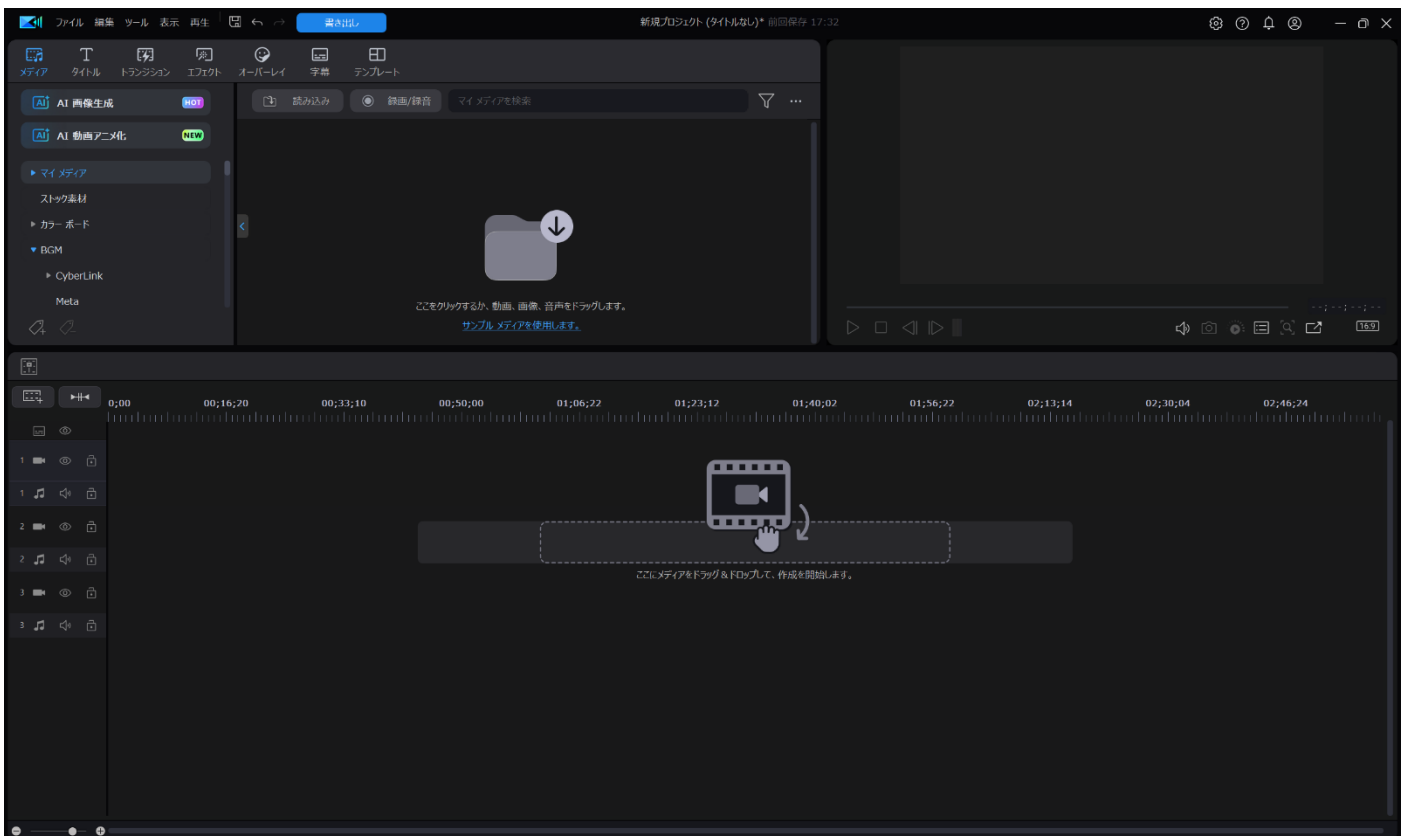 ファイル 編集 ツール 表示 再生 書き出し 新規プロジェクト (タイトルなし)* 前回保存 17:32
メディア タイトル トランジション エフェクト オーバーレイ 字幕 テンプレート
AI AI 画像生成 HOT
読み込み 録画/録音 マイ メディアを検索
AI AI 動画アニメ化 NEW
マイ メディア
ストック素材
カラー ボード
BGM
CyberLink
Meta
ここをクリックするか、動画、画像、音声をドラッグします。
サンプル メディアを使用します。
--;--;--;--
16:9
0;00 00;16;20 00;33;10 00;50;00 01;06;22 01;23;12 01;40;02 01;56;22 02;13;14 02;30;04 02;46;24
1
1
2
2
ここにメディアをドラッグ & ドロップして、作成を開始します。
3
3